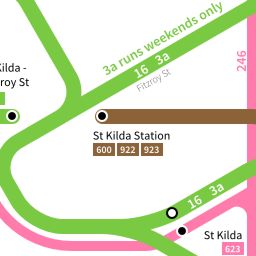 3a runs weekends only
16 3a
Fitzroy St
246
Kilda -
roy St
St Kilda Station
600 922 923
16 3a
St Kilda
623